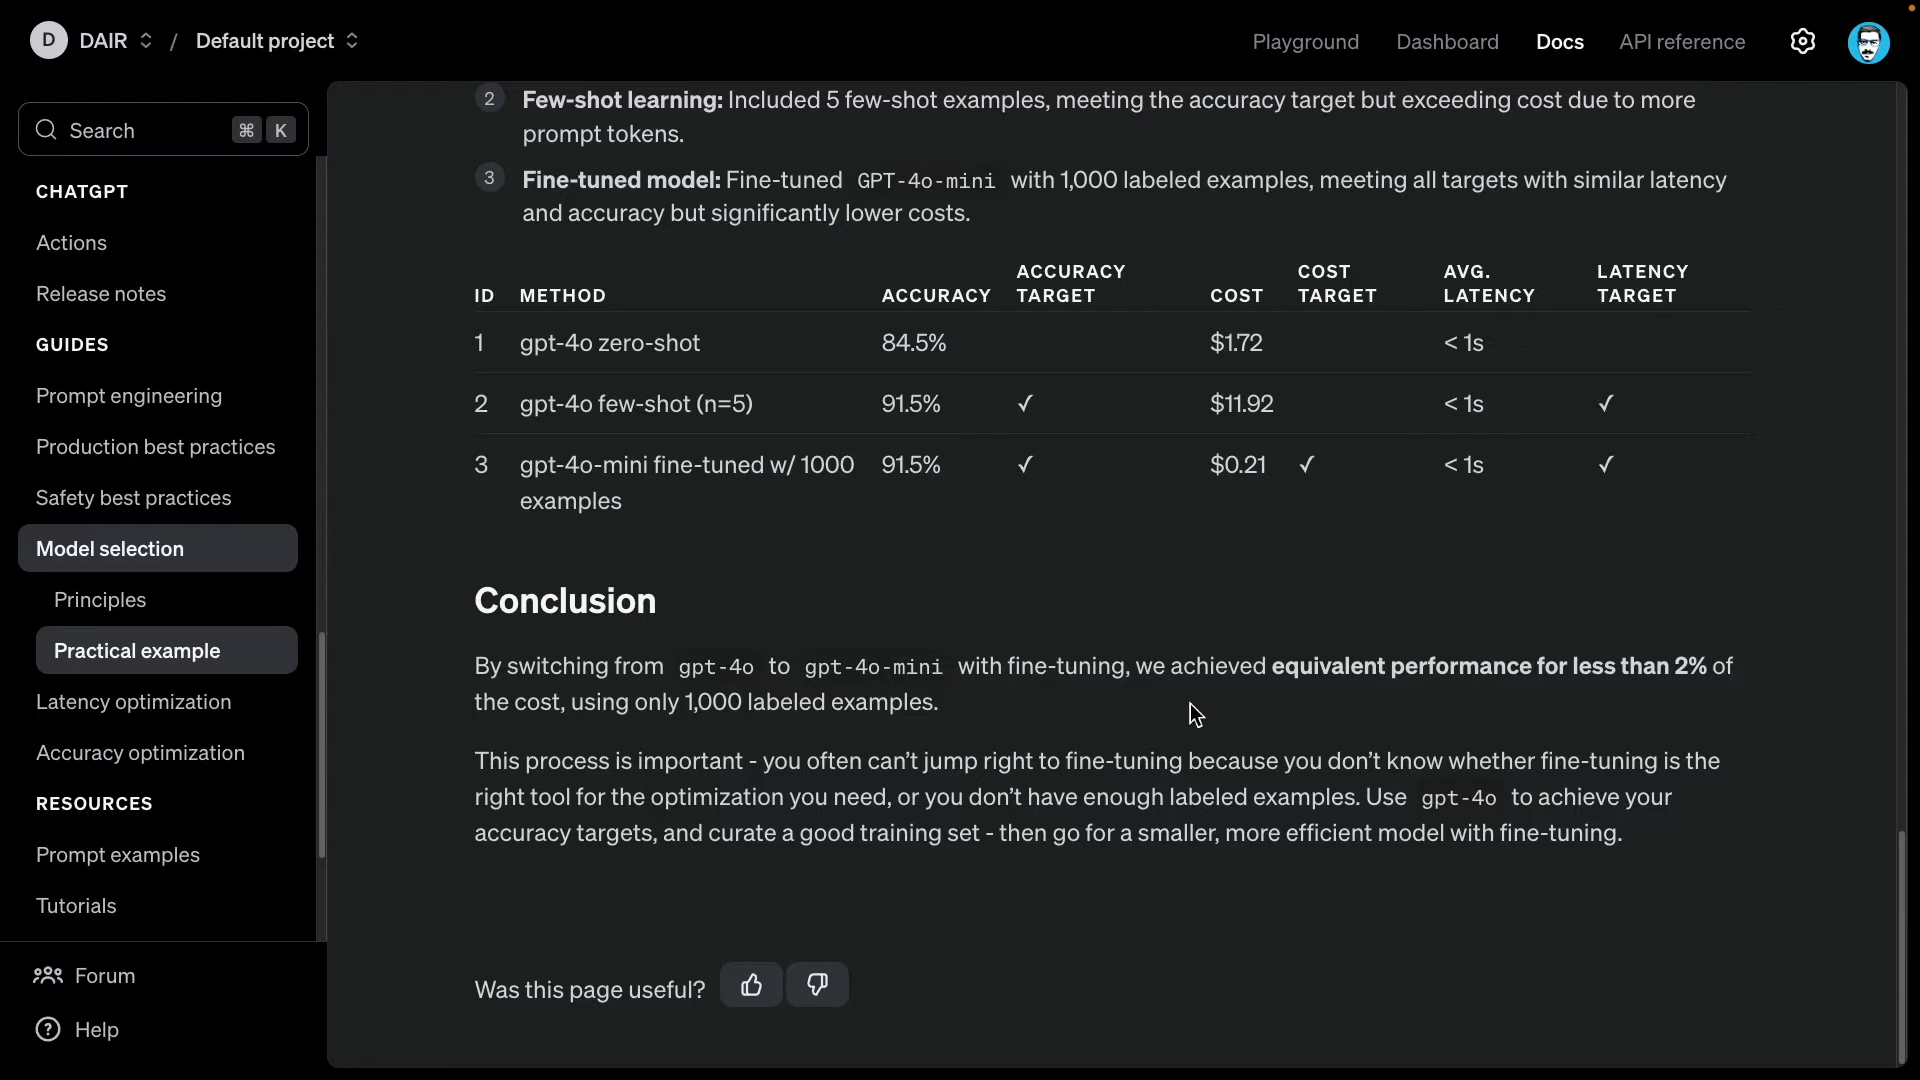 D DAIR / Default project
Playground Dashboard Docs API reference
Search ⌘ K
CHATGPT
Actions
Release notes
GUIDES
Prompt engineering
Production best practices
Safety best practices
Model selection
Principles
Practical example
Latency optimization
Accuracy optimization
RESOURCES
Prompt examples
Tutorials
Forum
Help
2 Few-shot learning: Included 5 few-shot examples, meeting the accuracy target but exceeding cost due to more
prompt tokens.
3 Fine-tuned model: Fine-tuned GPT-4o-mini with 1,000 labeled examples, meeting all targets with similar latency
and accuracy but significantly lower costs.
ID METHOD ACCURACY ACCURACY TARGET COST COST TARGET AVG. LATENCY LATENCY TARGET
1 gpt-4o zero-shot 84.5% $1.72 < 1s
2 gpt-4o few-shot (n=5) 91.5% ✓ $11.92 < 1s ✓
3 gpt-4o-mini fine-tuned w/ 1000 91.5% ✓ $0.21 ✓ < 1s ✓
examples
Conclusion
By switching from gpt-4o to gpt-4o-mini with fine-tuning, we achieved equivalent performance for less than 2% of
the cost, using only 1,000 labeled examples.
This process is important - you often can’t jump right to fine-tuning because you don’t know whether fine-tuning is the
right tool for the optimization you need, or you don’t have enough labeled examples. Use gpt-4o to achieve your
accuracy targets, and curate a good training set - then go for a smaller, more efficient model with fine-tuning.
Was this page useful?